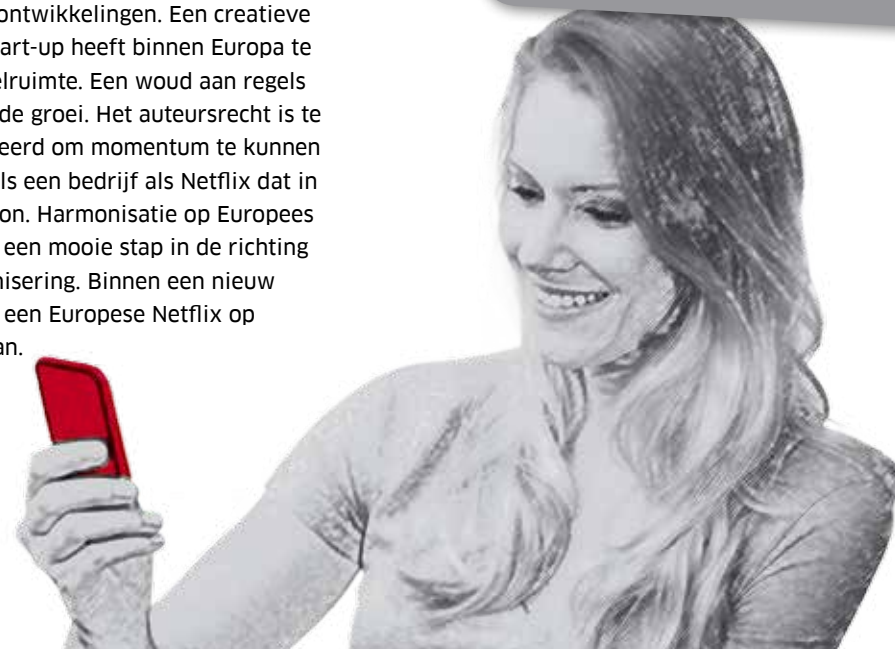 ontwikkelingen. Een creatieve
art-up heeft binnen Europa te
elruimte. Een woud aan regels
de groei. Het auteursrecht is te
eerd om momentum te kunnen
ls een bedrijf als Netflix dat in
on. Harmonisatie op Europees
een mooie stap in de richting
nisering. Binnen een nieuw
een Europese Netflix op
an.